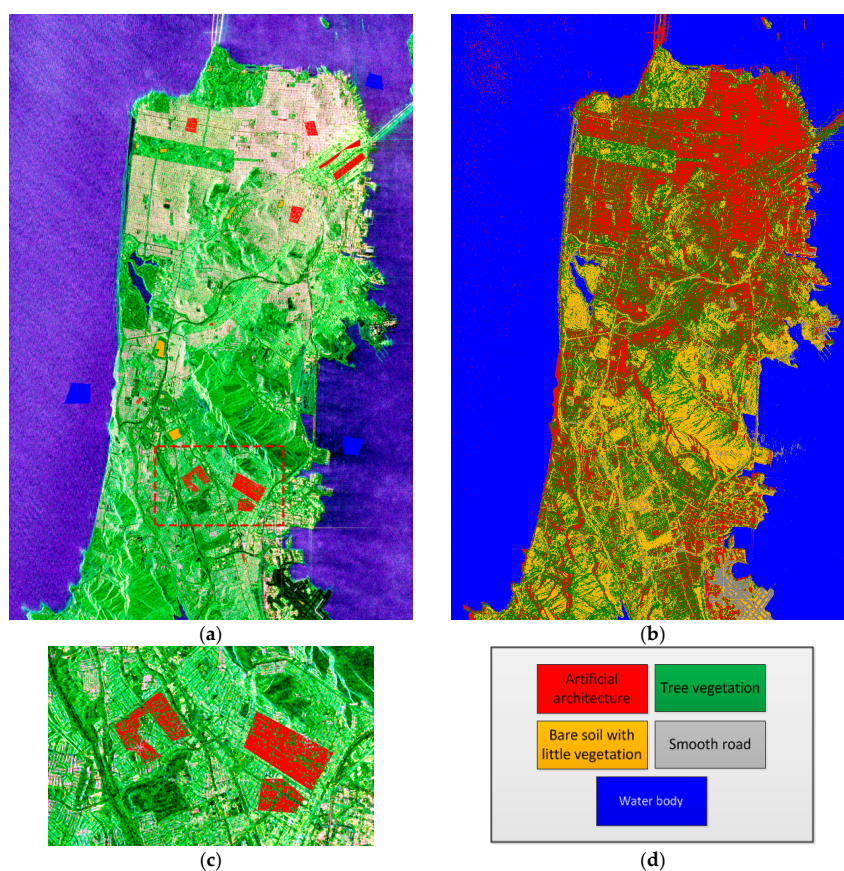 (a)
(b)
Artificial
architecture
Tree vegetation
Bare soil with
little vegetation
Smooth road
Water body
(c)
(d)